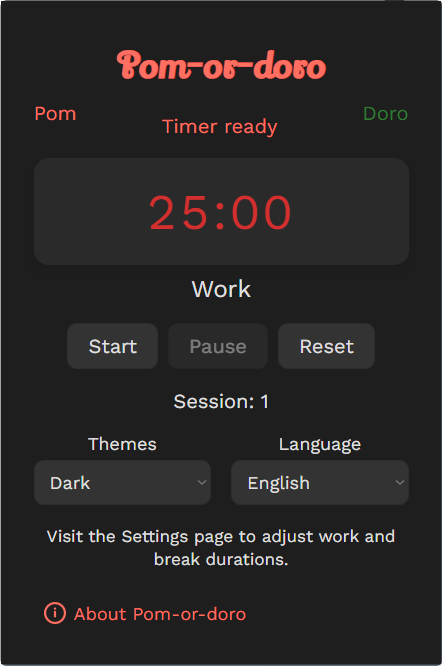 Pom-or-doro
Pom
Doro
Timer ready
25:00
Work
Start Pause Reset
Session: 1
Themes Language
Dark English
Visit the Settings page to adjust work and
break durations.
About Pom-or-doro